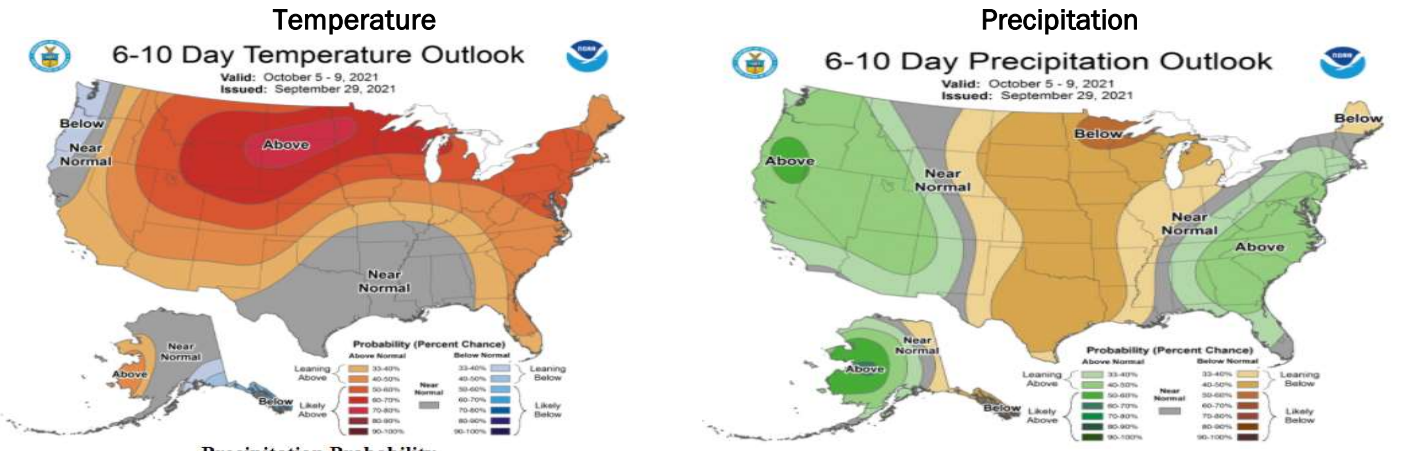 Temperature
6-10 Day Temperature Outlook
Valid: October 5 - 9, 2021
Issued: September 29, 2021
Below
Near
Normal
Above
Near
Normal
Near
Normal
Above
Below
Probability (Percent Chance)
Above Normal
Below Normal
Leaning
Above
Likely
Above
33-40%
40-50%
50-60%
60-70%
70-80%
80-90%
90-100%
Near
Normal
33-40%
40-50%
50-60%
60-70%
70-80%
80-90%
90-100%
Leaning
Below
Likely
Below
Precipitation
6-10 Day Precipitation Outlook
Valid: October 5 - 9, 2021
Issued: September 29, 2021
Above
Near
Normal
Below
Below
Near
Normal
Above
Near
Normal
Above
Below
Probability (Percent Chance)
Above Normal
Below Normal
Leaning
Above
Likely
Above
33-40%
40-50%
50-60%
60-70%
70-80%
80-90%
90-100%
Near
Normal
33-40%
40-50%
50-60%
60-70%
70-80%
80-90%
90-100%
Leaning
Below
Likely
Below